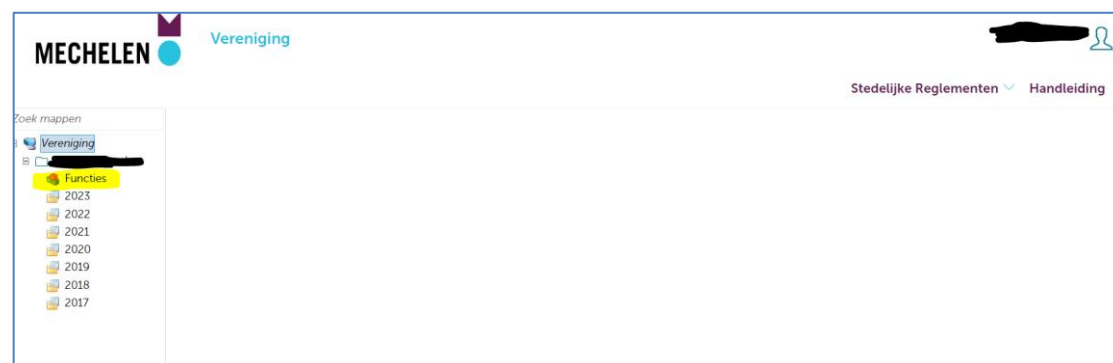 MECHELEN
Vereniging
Stedelijke Reglementen Handleiding
Zoek mappen
Vereniging
Functies
2023
2022
2021
2020
2019
2018
2017